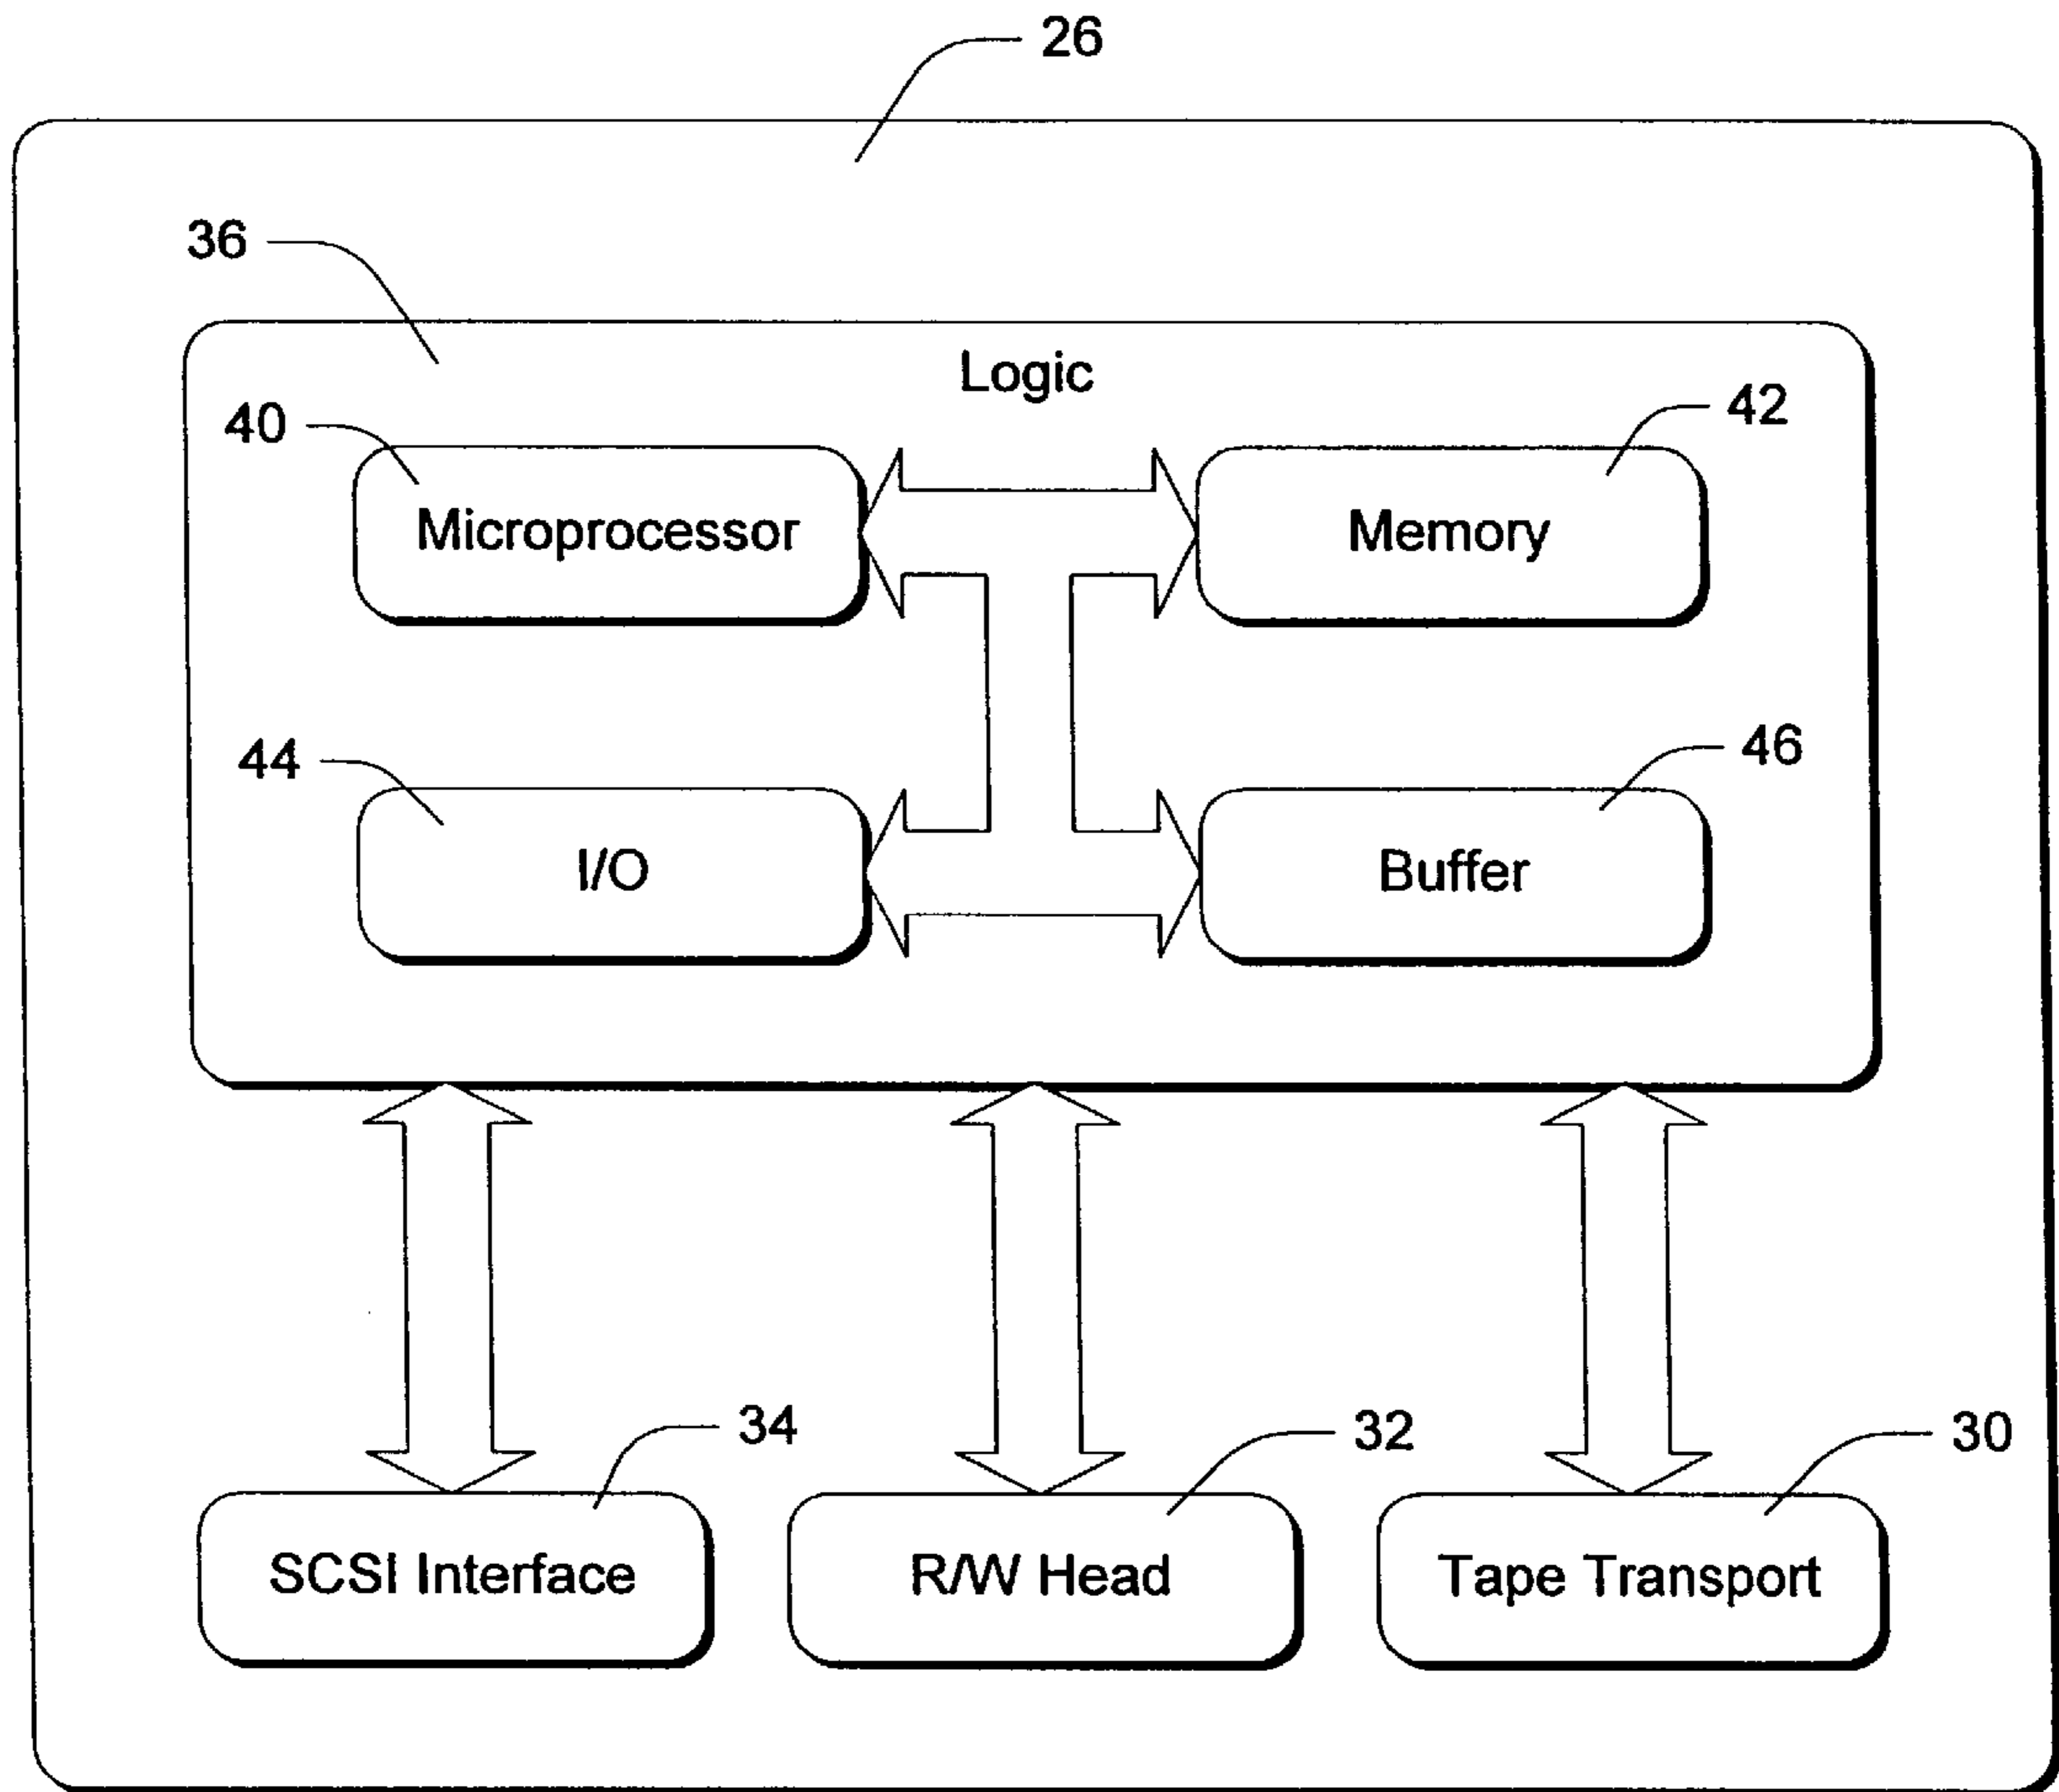 26
36
Logic
40
42
Microprocessor
Memory
44
46
I/O
Buffer
34
32
30
SCSI Interface
R/W Head
Tape Transport